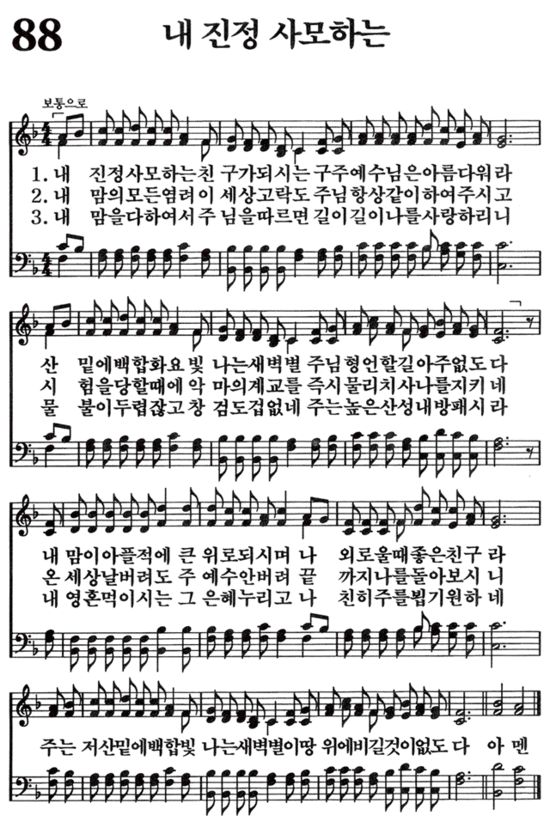 88 내 진정 사모하는
보통으로
1. 내 진정사모하는친 구가되시는구주예수님은아름다워라
2. 내 맘의모든염려이 세상고락도주님항상같이하여주시고
3. 내 맘을다하여서주 님을따르면길이길이나를사랑하리니
산 밑에백합화요빛 나는새벽별 주님형언할길아주없도다
시 험을당할때에악 마의계교를 즉시물리치사나를지키네
물 불이두렵잖고창 검도겁없네 주는높은산성내방패시라
내 맘이아플적에 큰 위로되시며 나 외로울때좋은친구 라
온 세상날버려도 주 예수안버려 끝 까지나를돌아보시 니
내 영혼먹이시는 그 은혜누리고 나 친히주를뵙기원하 네
주는 저산밑에백합빛 나는새벽별이땅 위에비길것이없도다 아멘